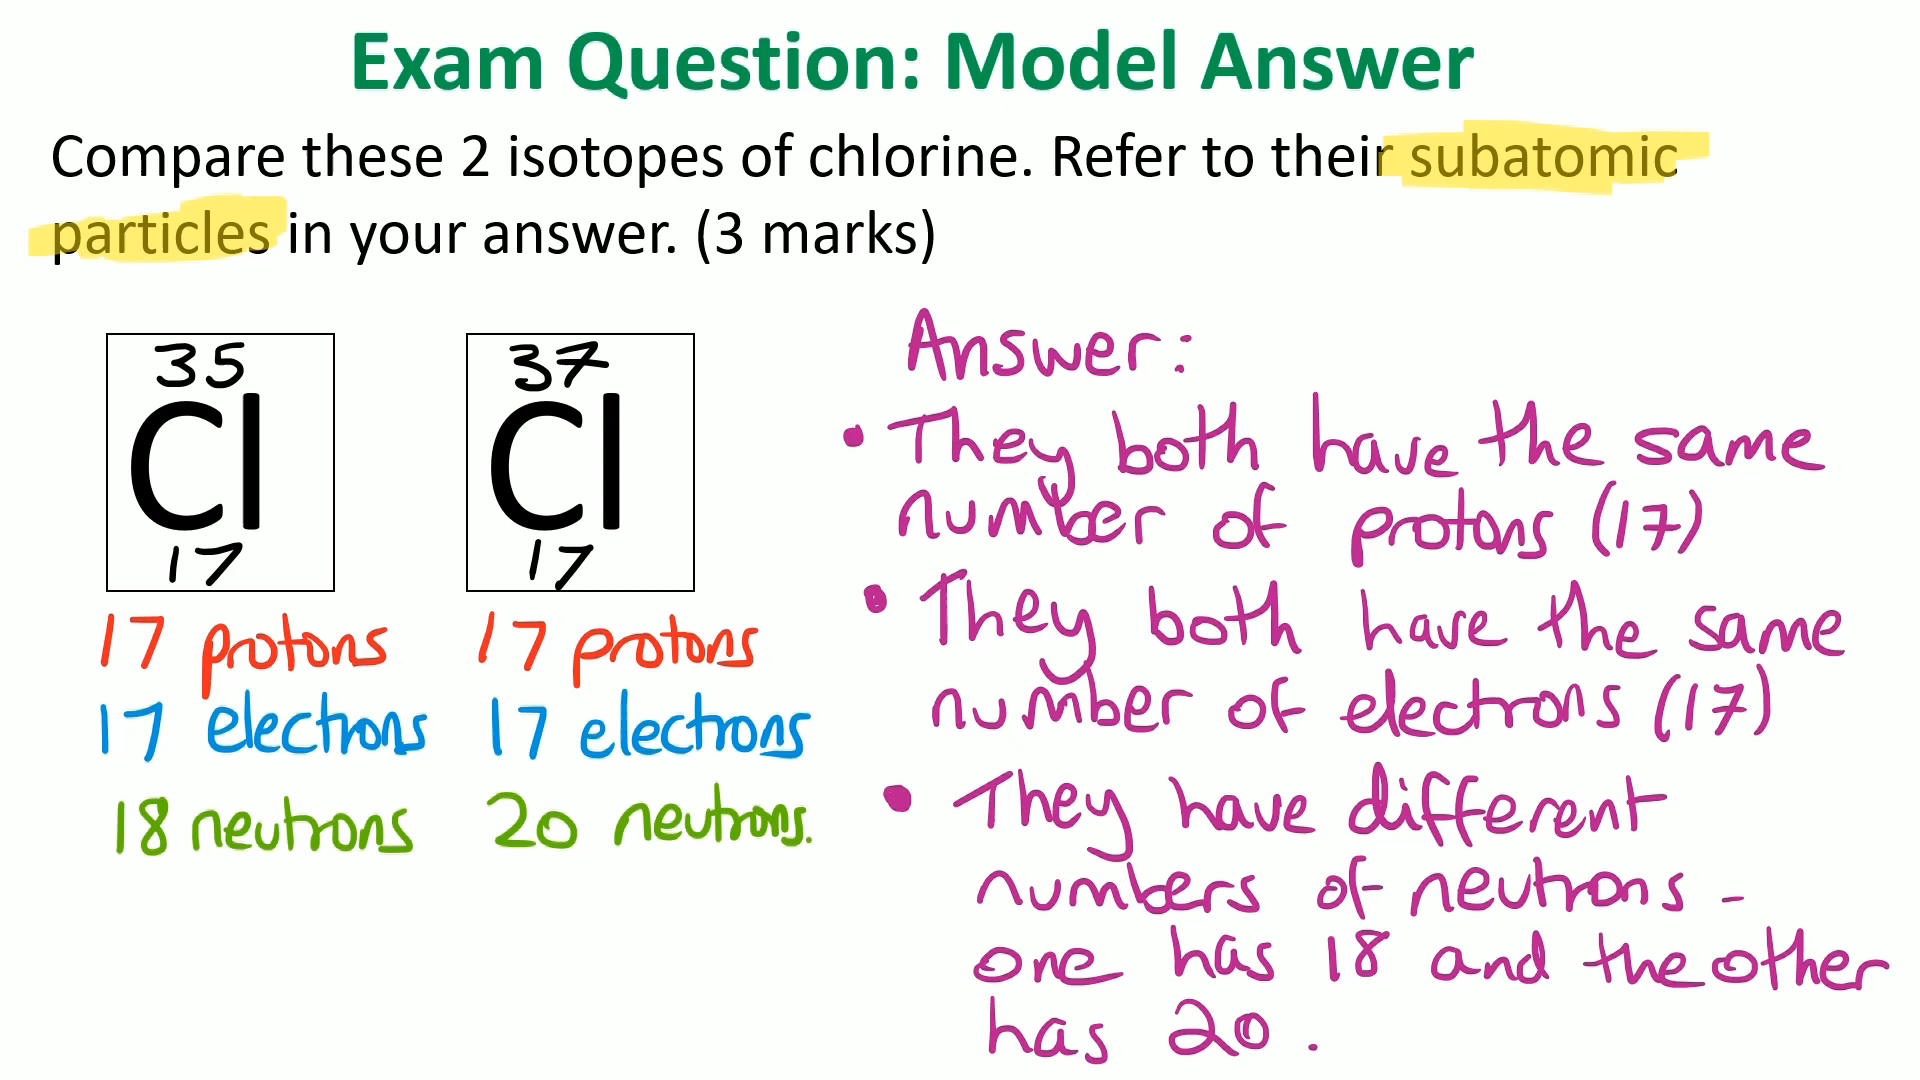 Exam Question: Model Answer
Compare these 2 isotopes of chlorine. Refer to their subatomic
particles in your answer. (3 marks)
35
Cl
17
17 protons
17 electrons
18 neutrons
37
Cl
17
17 protons
17 electrons
20 neutrons.
Answer:
• They both have the same
number of protons (17)
• They both have the same
number of electrons (17)
• They have different
numbers of neutrons -
one has 18 and the other
has 20.